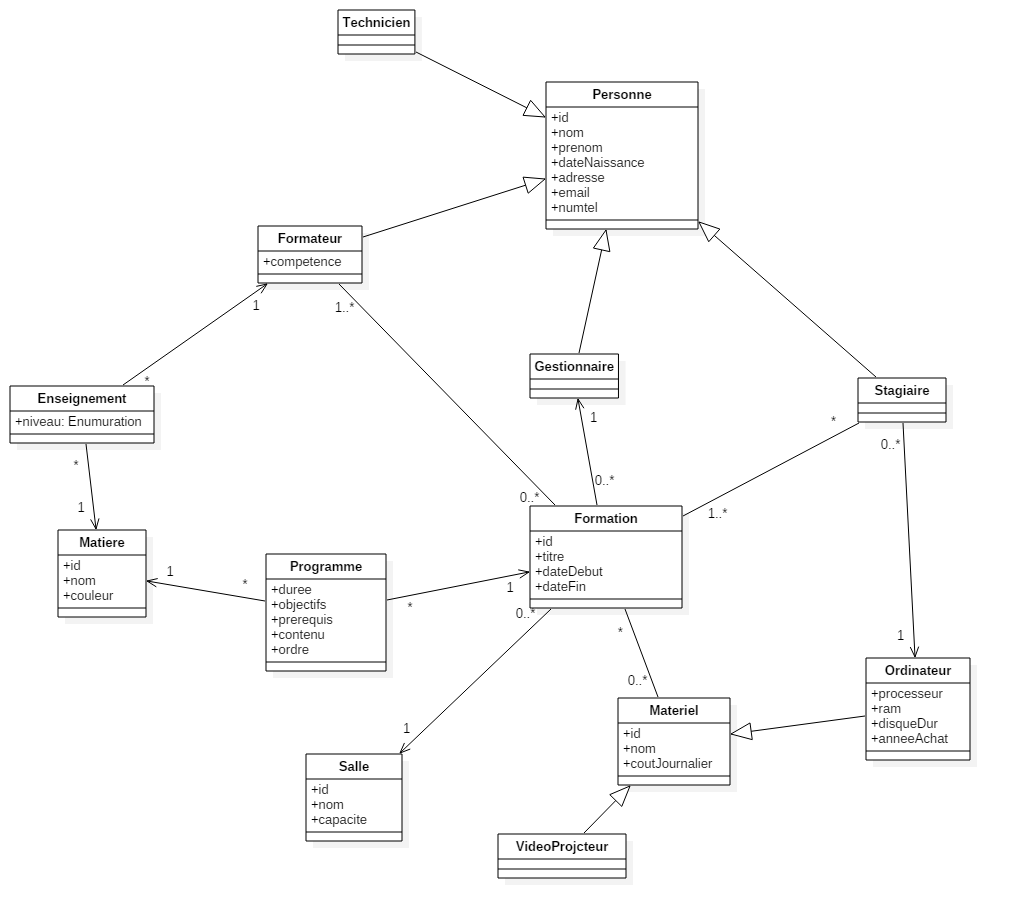 Technicien
Personne
+id
+nom
+prenom
+dateNaissance
+adresse
+email
+numtel
Formateur
+competence
1
1..*
*
Enseignement
+niveau: Enumuration
*
1
Gestionnaire
1
0..*
Stagiaire
*
0..*
1..*
0..*
Formation
+id
+titre
+dateDebut
+dateFin
Matiere
+id
+nom
+couleur
1
*
Programme
+duree
+objectifs
+prerequis
+contenu
+ordre
*
1
0..*
*
0..*
1
1
Salle
+id
+nom
+capacite
Materiel
+id
+nom
+coutJournalier
Ordinateur
+processeur
+ram
+disqueDur
+anneeAchat
VideoProjcteur